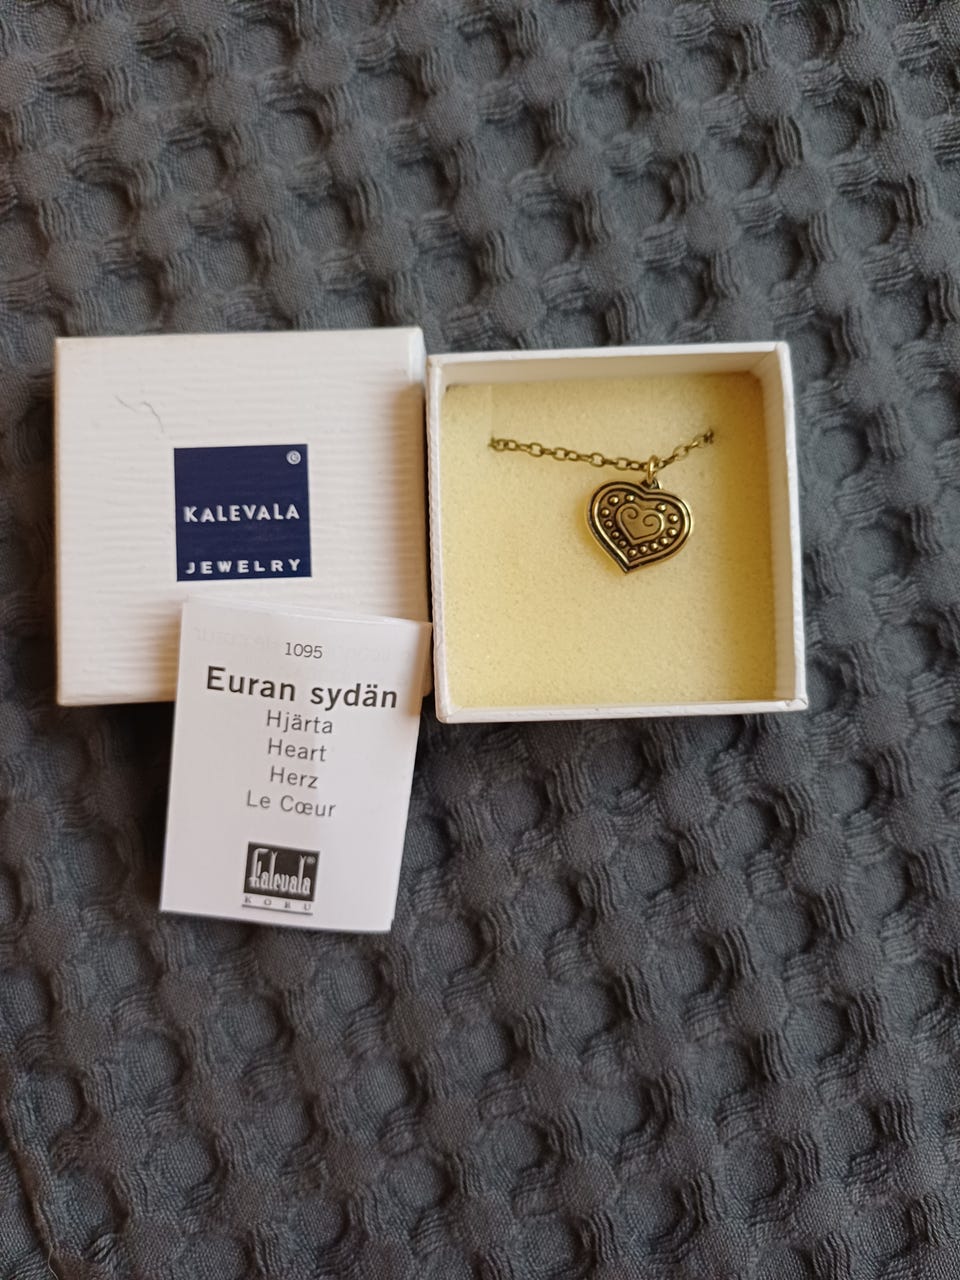 KALEVALA
JEWELRY
1095
Euran sydän
Hjärta
Heart
Herz
Le Cœur
Kalevala®
KORU